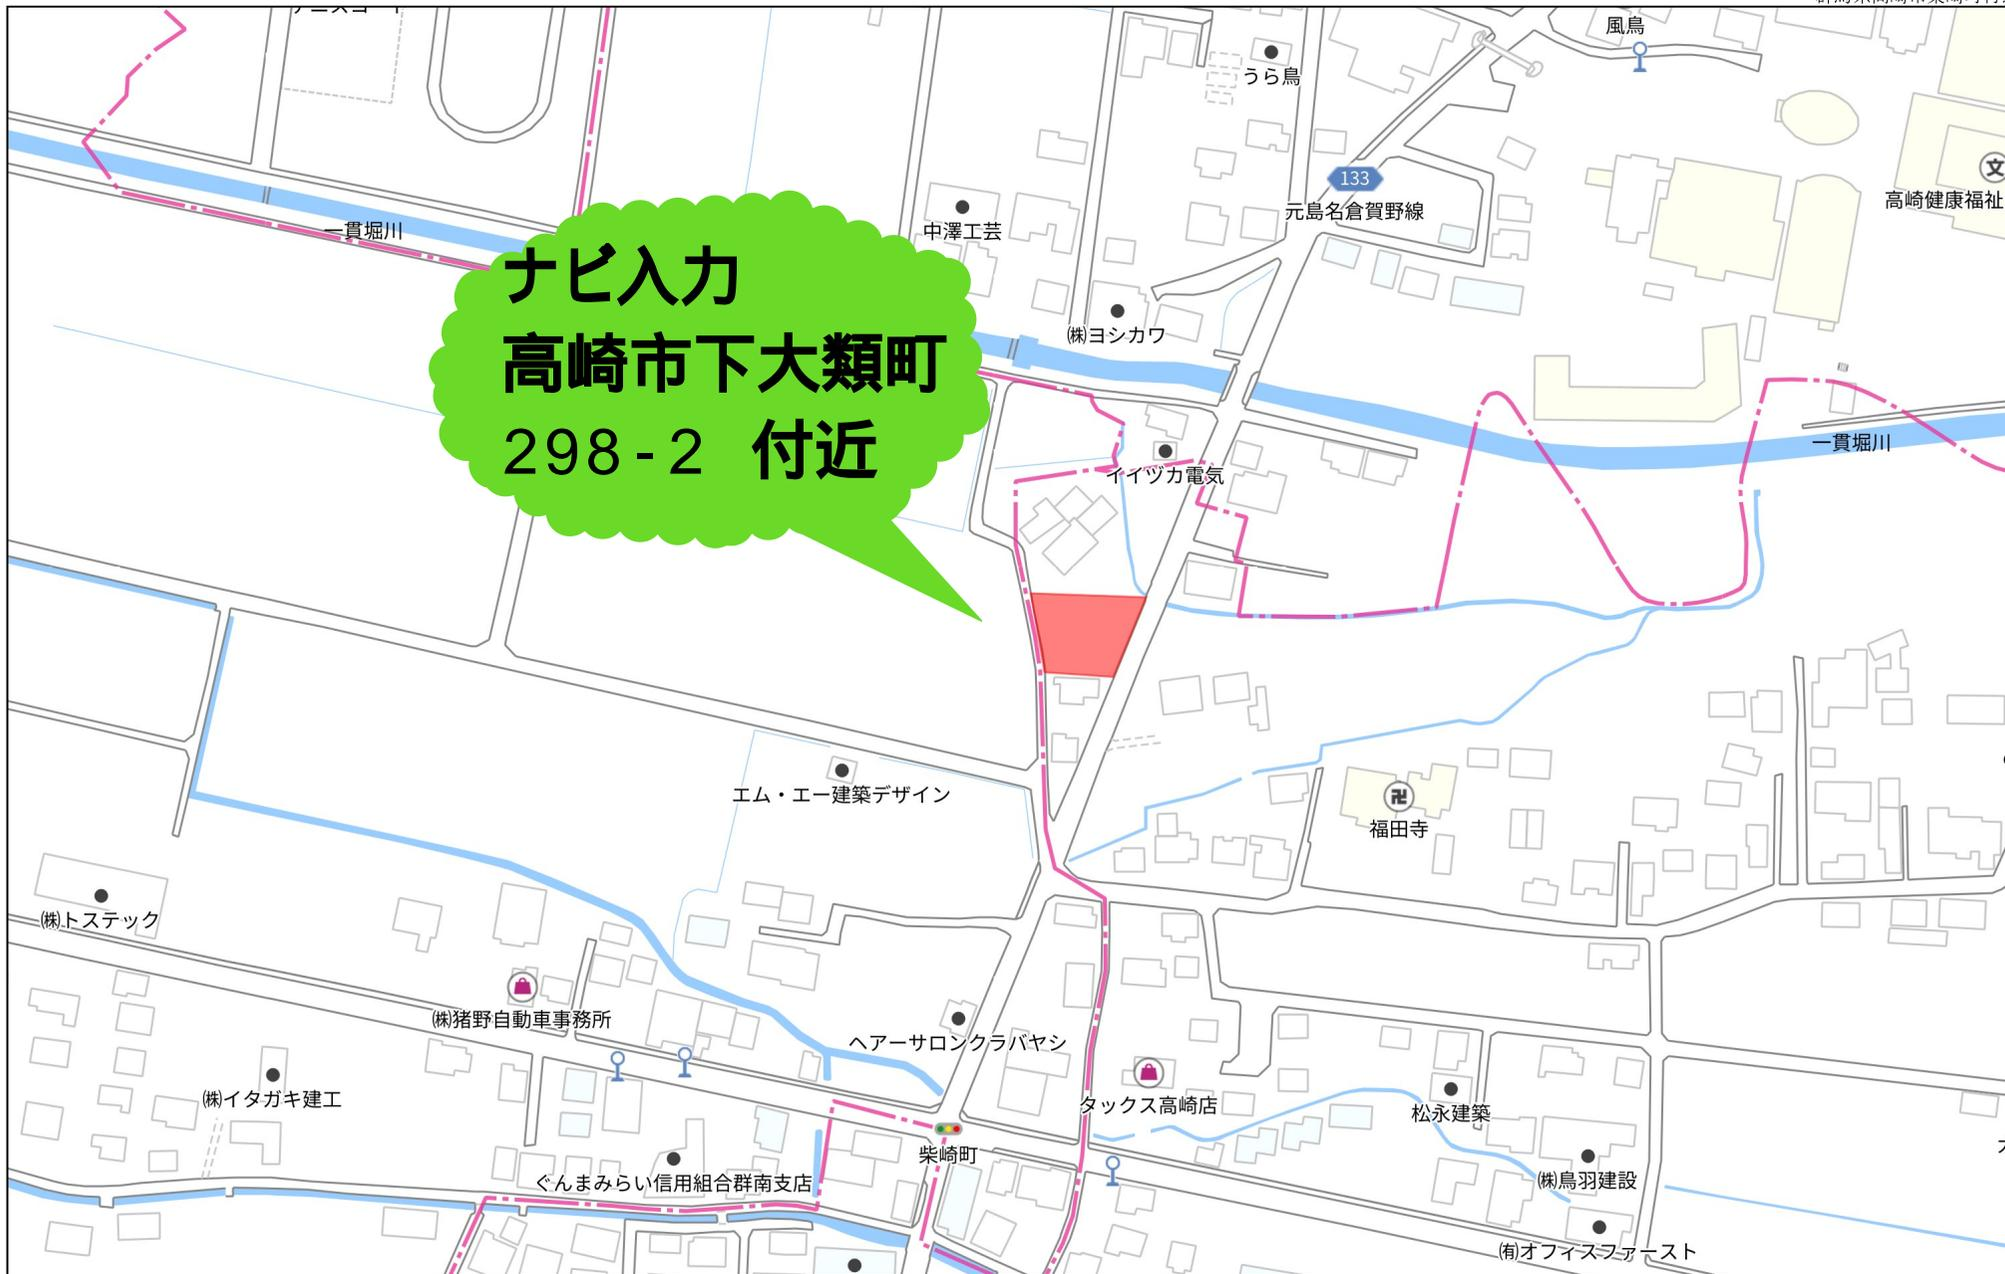 風鳥
うら鳥
133
元島名倉賀野線
高崎健康福祉
中澤工芸
一貫堀川
ナビ入力
高崎市下大類町
298-2 付近
㈱ヨシカワ
一貫堀川
イイヅカ電気
エム・エー建築デザイン
福田寺
㈱トステック
㈱猪野自動車事務所
ヘアーサロンクラバヤシ
㈱イタガキ建工
タックス高崎店
松永建築
柴崎町
ぐんまみらい信用組合群南支店
㈱鳥羽建設
㈲オフィスファースト